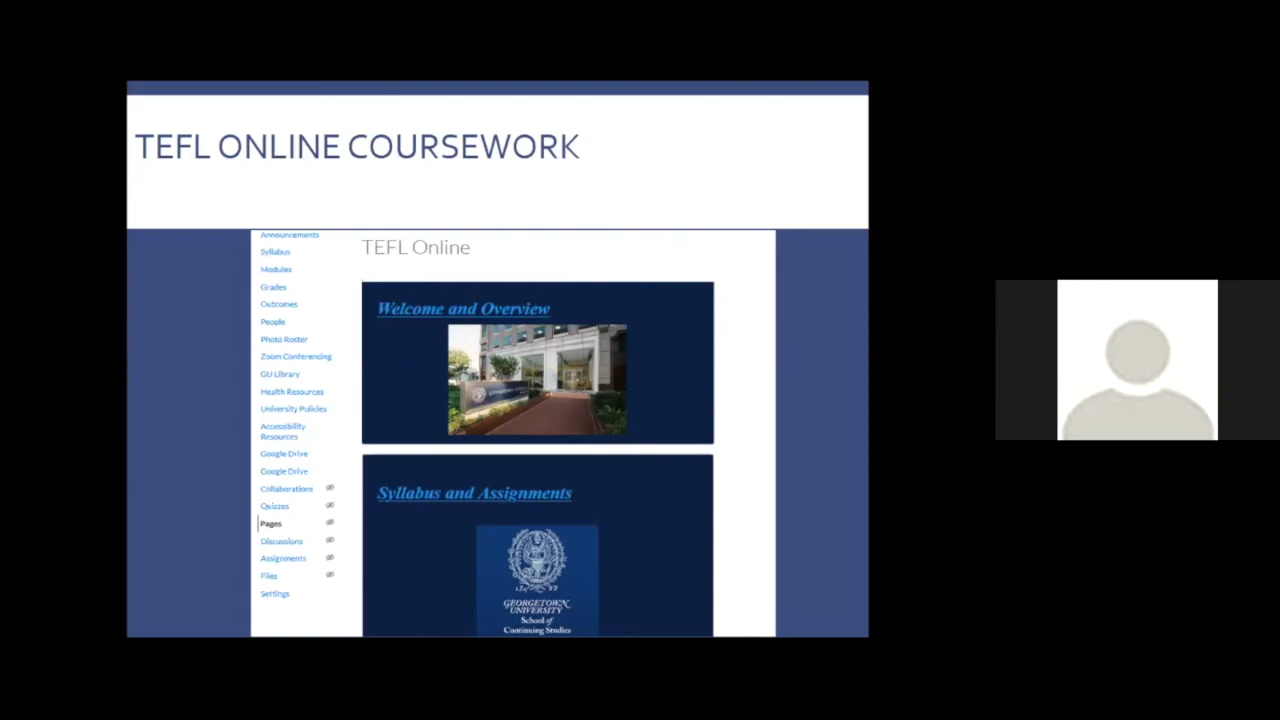 TEFL ONLINE COURSEWORK
Announcements
Syllabus
Modules
Grades
Outcomes
People
Photo Roster
Zoom Conferencing
GU Library
Health Resources
University Policies
Accessibility
Resources
Google Drive
Google Drive
Collaborations
Quizzes
Pages
Discussions
Assignments
Files
Settings
TEFL Online
Welcome and Overview
Syllabus and Assignments
GEORGETOWN
UNIVERSITY
School of
Continuing Studies